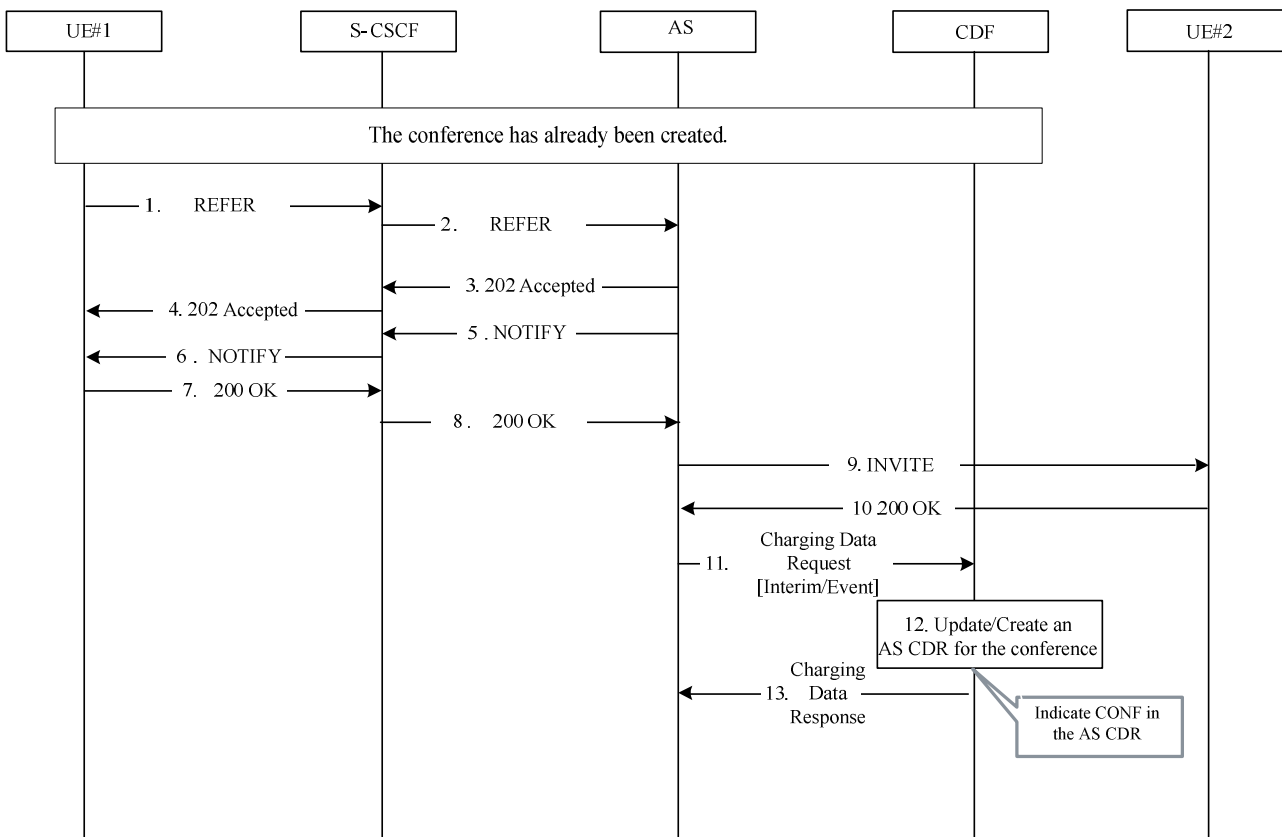 UE#1
S-CSCF
AS
CDF
UE#2
The conference has already been created.
1. REFER
2. REFER
3. 202 Accepted
4. 202 Accepted
5 . NOTIFY
6 . NOTIFY
7. 200 OK
8 . 200 OK
9. INVITE
10 200 OK
Charging Data
11. Request
[Interim/Event]
12. Update/Create an
AS CDR for the conference
Charging
13. Data
Response
Indicate CONF in
the AS CDR